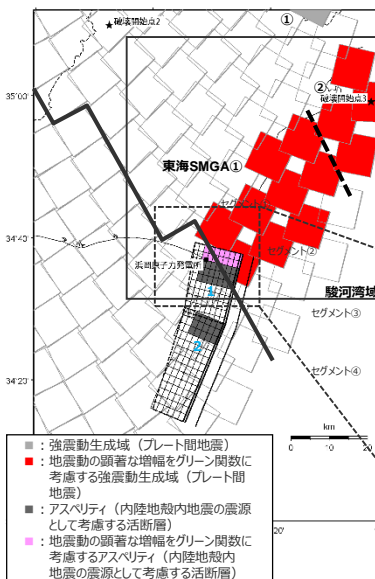 ①
★破壊開始点2
35°00'
②
破壊開始点3
東海SMGA①
セグメント①
34°40'
セグメント②
浜岡原子力発電所
1
駿河湾域
セグメント③
2
セグメント④
34°20'
km
0 10 20
■：強震動生成域（プレート間地震）
■：地震動の顕著な増幅をグリーン関数に
考慮する強震動生成域（プレート間
地震）
■：アスペリティ（内陸地殻内地震の震源
として考慮する活断層）
■：地震動の顕著な増幅をグリーン関数に
考慮するアスペリティ（内陸地殻内
地震の震源として考慮する活断層）
20'